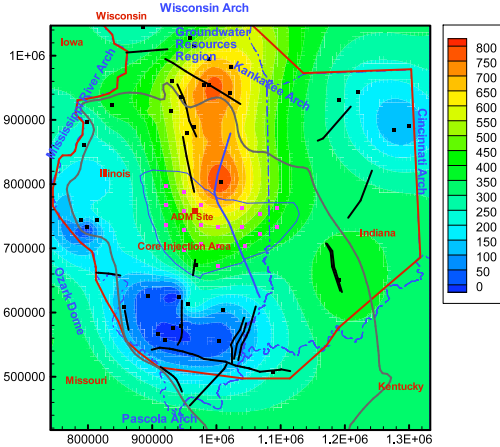 Wisconsin Arch
Wisconsin
Groundwater
Resources
Region
Iowa
Kankakee Arch
Mississippi River Arch
Cincinnati Arch
Illinois
ADM Site
Core Injection Area
Indiana
Ozark Dome
Missouri
Kentucky
Pascola Arch
1E+06
900000
800000
700000
600000
500000
800000
900000
1E+06
1.1E+06
1.2E+06
1.3E+06
800
750
700
650
600
550
500
450
400
350
300
250
200
150
100
50
0